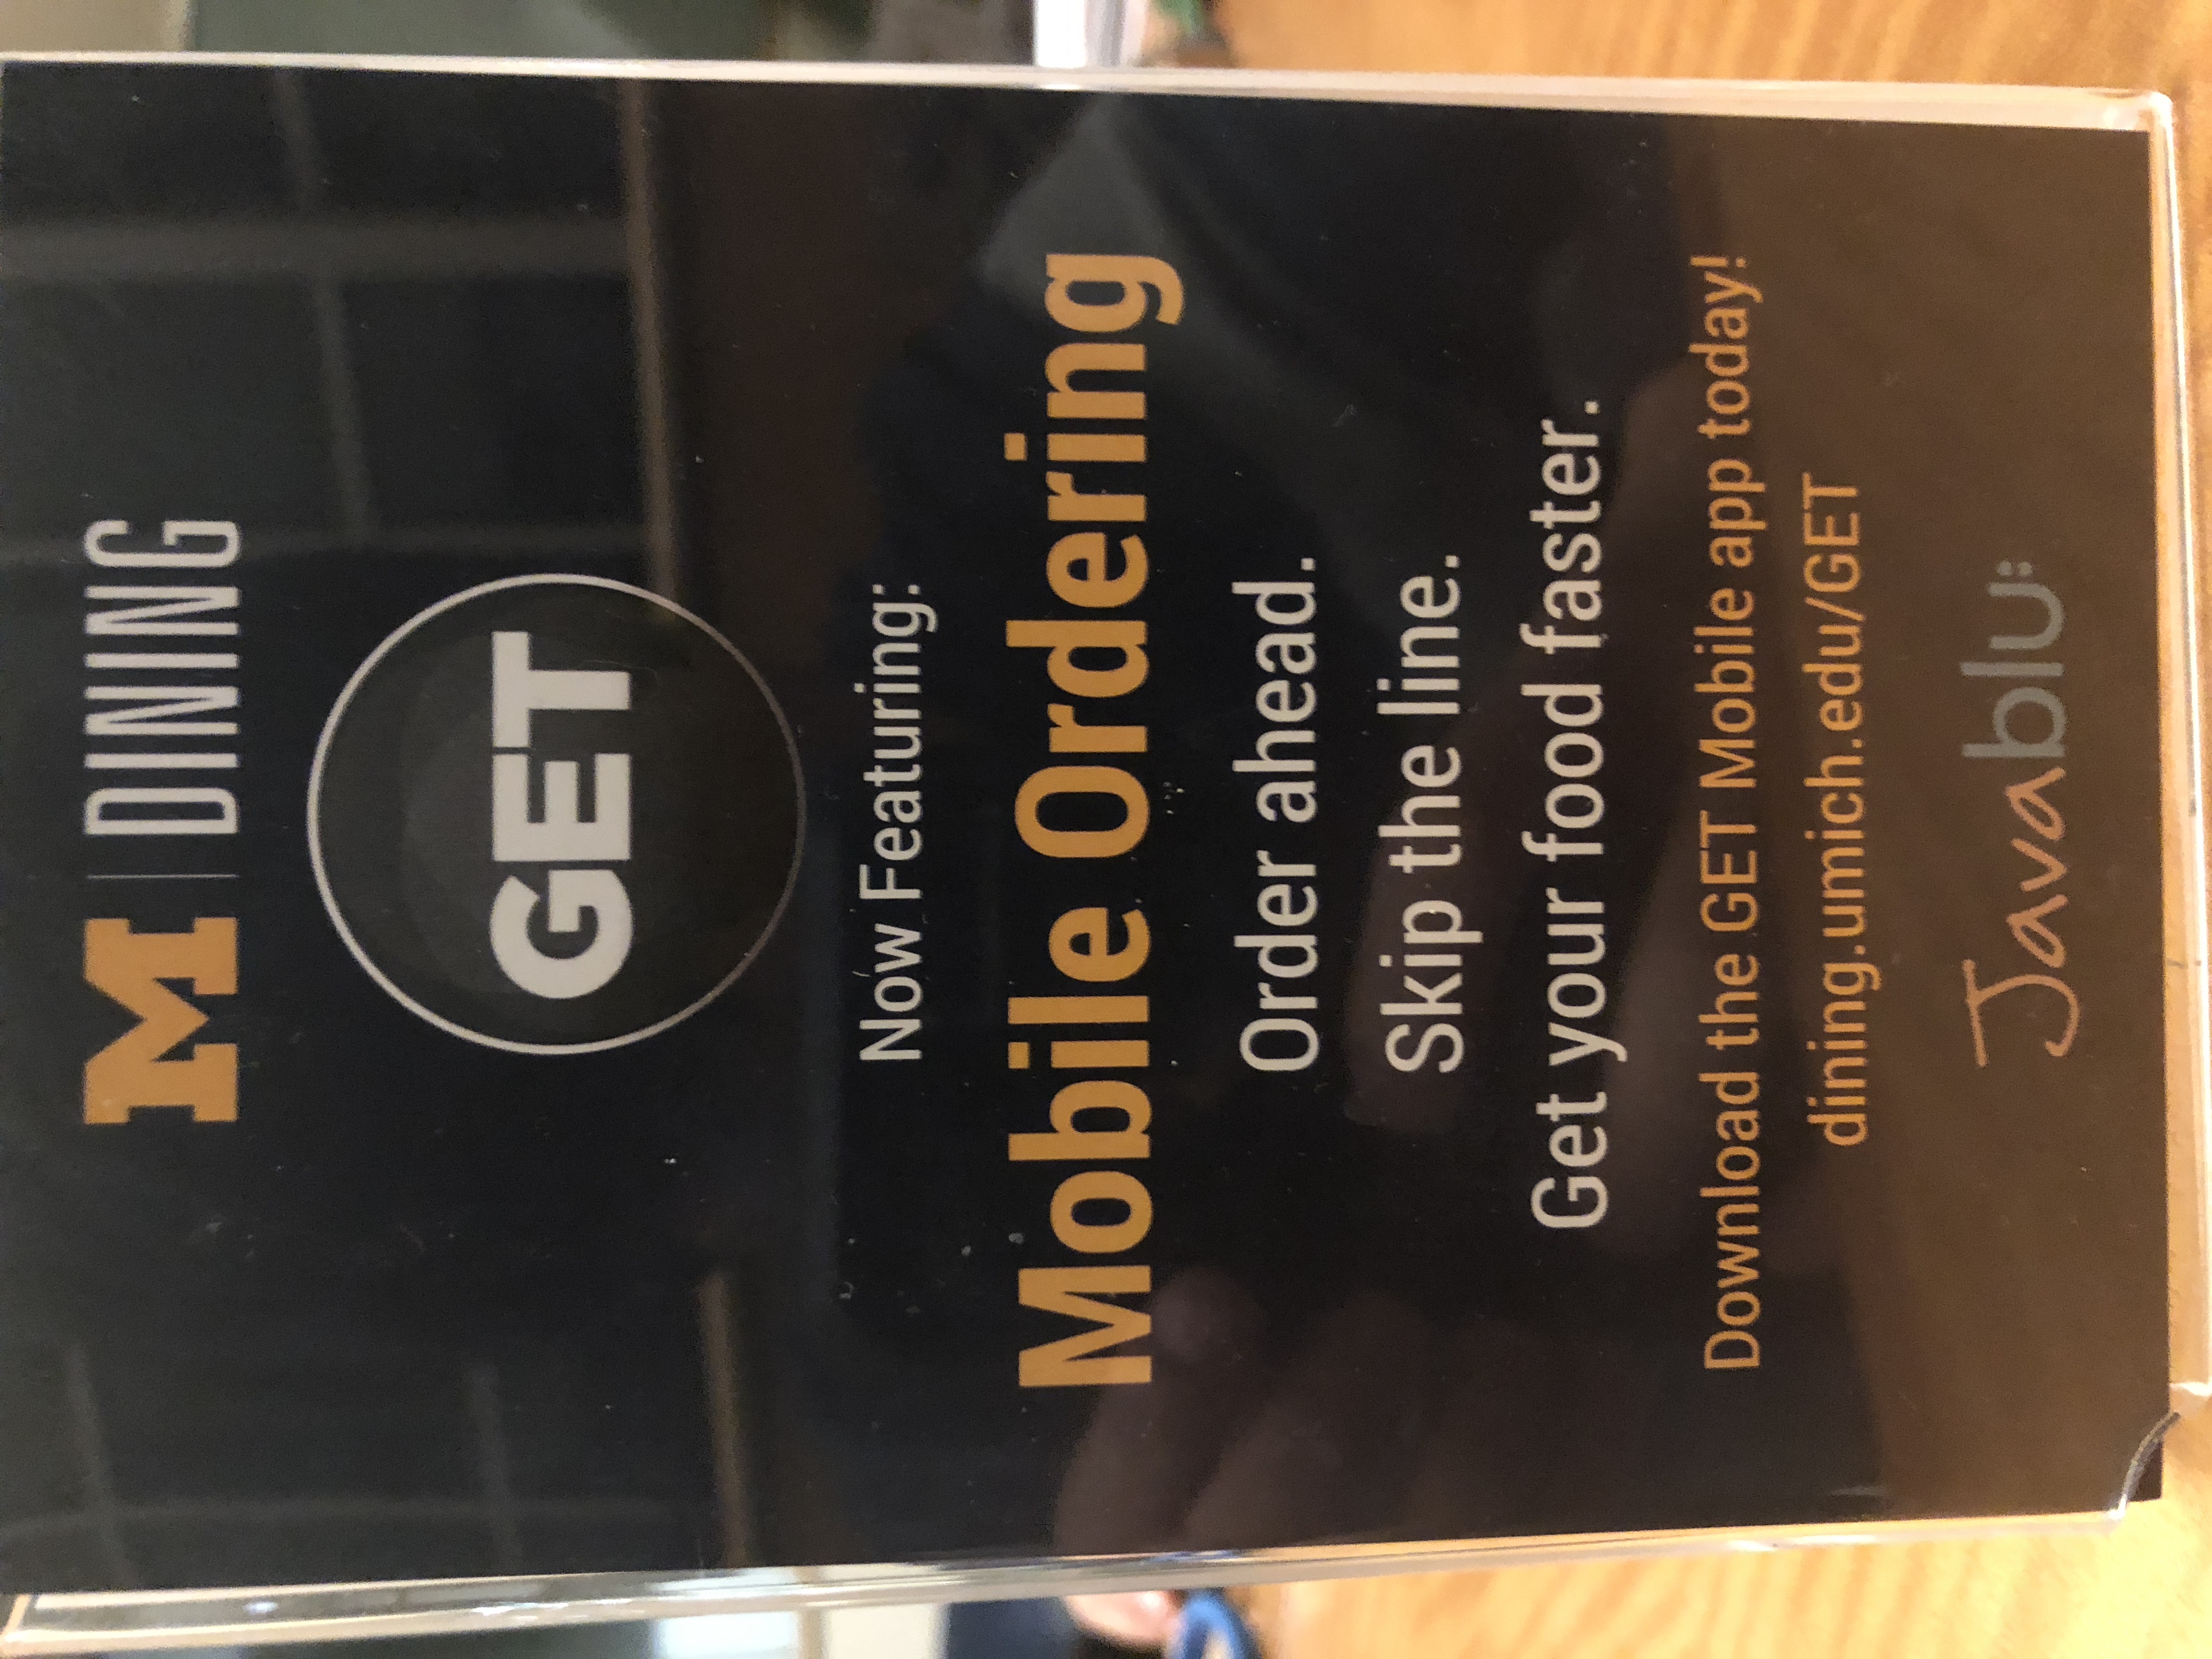 M | DINING
GET
Now Featuring:
Mobile Ordering
Order ahead.
Skip the line.
Get your food faster.
Download the GET Mobile app today!
dining.umich.edu/GET
Javablu: